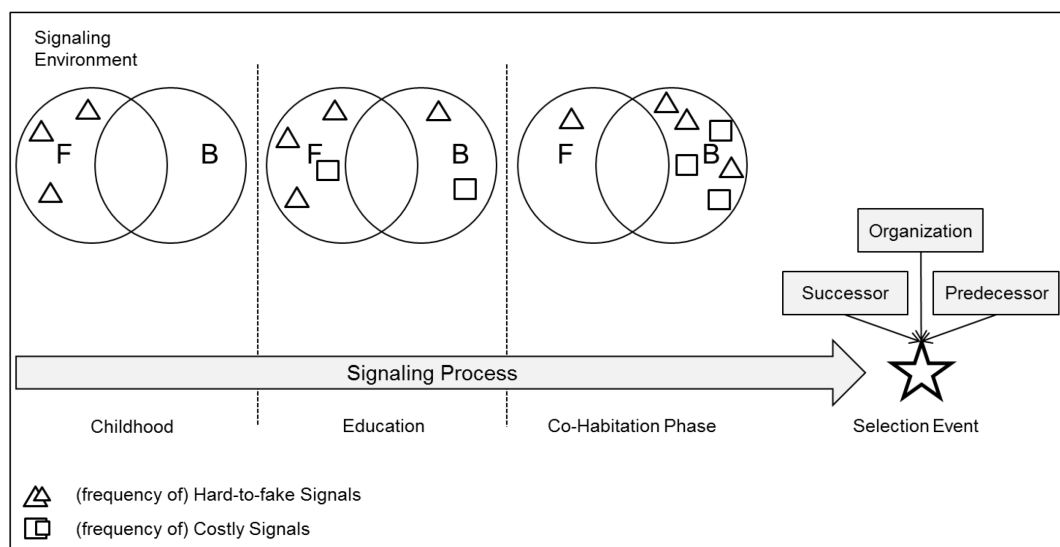 Signaling
Environment
F
B
F
B
F
B
Organization
Successor
Predecessor
Signaling Process
Childhood
Education
Co-Habitation Phase
Selection Event
(frequency of) Hard-to-fake Signals
(frequency of) Costly Signals